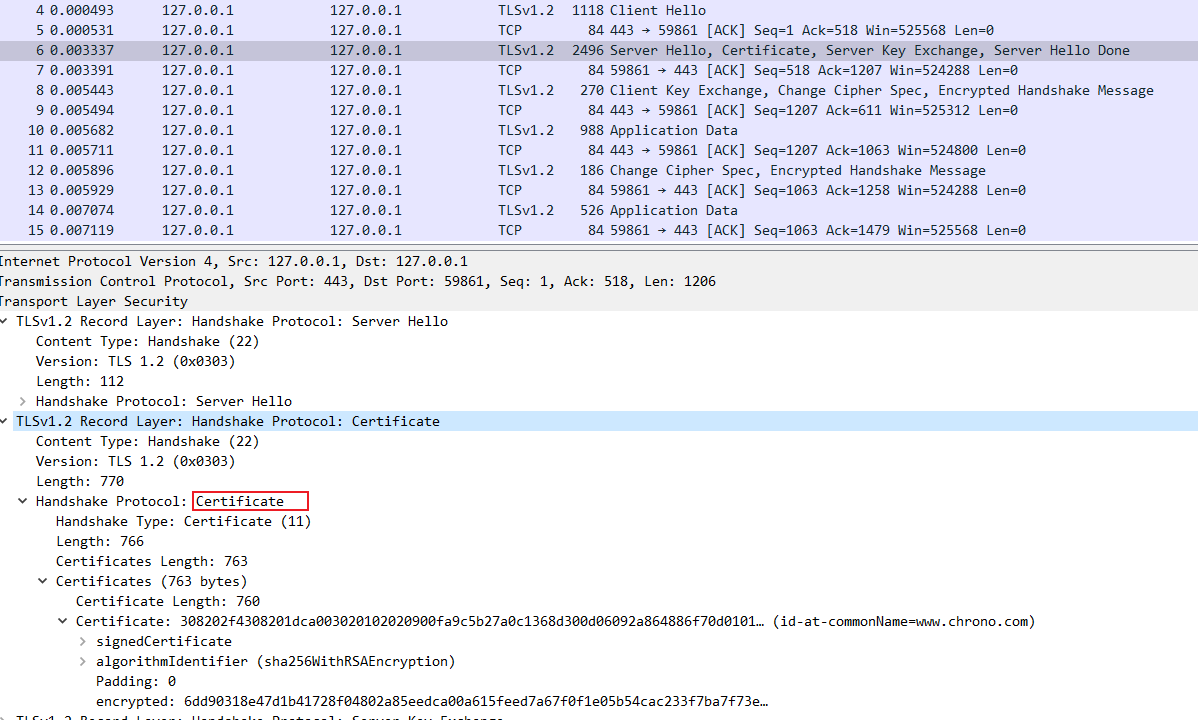 4 0.000493 127.0.0.1 127.0.0.1 TLSv1.2 1118 Client Hello
5 0.000531 127.0.0.1 127.0.0.1 TCP 84 443 → 59861 [ACK] Seq=1 Ack=518 Win=525568 Len=0
6 0.003337 127.0.0.1 127.0.0.1 TLSv1.2 2496 Server Hello, Certificate, Server Key Exchange, Server Hello Done
7 0.003391 127.0.0.1 127.0.0.1 TCP 84 59861 → 443 [ACK] Seq=518 Ack=1207 Win=524288 Len=0
8 0.005443 127.0.0.1 127.0.0.1 TLSv1.2 270 Client Key Exchange, Change Cipher Spec, Encrypted Handshake Message
9 0.005494 127.0.0.1 127.0.0.1 TCP 84 443 → 59861 [ACK] Seq=1207 Ack=611 Win=525312 Len=0
10 0.005682 127.0.0.1 127.0.0.1 TLSv1.2 988 Application Data
11 0.005711 127.0.0.1 127.0.0.1 TCP 84 443 → 59861 [ACK] Seq=1207 Ack=1063 Win=524800 Len=0
12 0.005896 127.0.0.1 127.0.0.1 TLSv1.2 186 Change Cipher Spec, Encrypted Handshake Message
13 0.005929 127.0.0.1 127.0.0.1 TCP 84 59861 → 443 [ACK] Seq=1063 Ack=1258 Win=524288 Len=0
14 0.007074 127.0.0.1 127.0.0.1 TLSv1.2 526 Application Data
15 0.007119 127.0.0.1 127.0.0.1 TCP 84 59861 → 443 [ACK] Seq=1063 Ack=1479 Win=525568 Len=0
Internet Protocol Version 4, Src: 127.0.0.1, Dst: 127.0.0.1
Transmission Control Protocol, Src Port: 443, Dst Port: 59861, Seq: 1, Ack: 518, Len: 1206
Transport Layer Security
TLSv1.2 Record Layer: Handshake Protocol: Server Hello
Content Type: Handshake (22)
Version: TLS 1.2 (0x0303)
Length: 112
Handshake Protocol: Server Hello
TLSv1.2 Record Layer: Handshake Protocol: Certificate
Content Type: Handshake (22)
Version: TLS 1.2 (0x0303)
Length: 770
Handshake Protocol: Certificate
Handshake Type: Certificate (11)
Length: 766
Certificates Length: 763
Certificates (763 bytes)
Certificate Length: 760
Certificate: 308202f4308201dca003020102020900fa9c5b27a0c1368d300d06092a864886f70d0101… (id-at-commonName=www.chrono.com)
signedCertificate
algorithmIdentifier (sha256WithRSAEncryption)
Padding: 0
encrypted: 6dd90318e47d1b41728f04802a85eedca00a615feed7a67f0f1e05b54cac233f7ba7f73e…
TLSv1.2 Record Layer: Handshake Protocol: Server Key Exchange